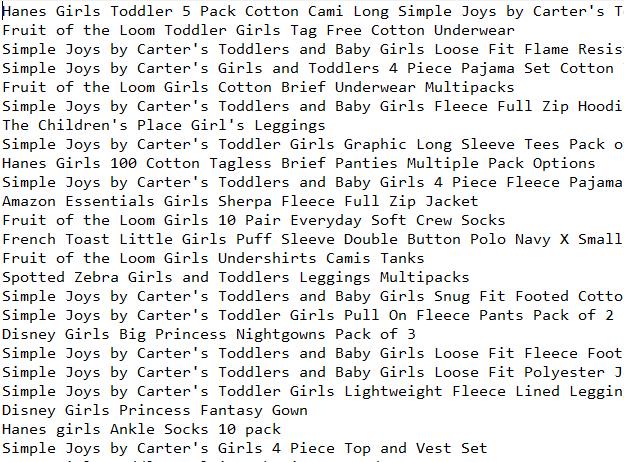 Hanes Girls Toddler 5 Pack Cotton Cami Long Simple Joys by Carter's T
Fruit of the Loom Toddler Girls Tag Free Cotton Underwear
Simple Joys by Carter's Toddlers and Baby Girls Loose Fit Flame Resis
Simple Joys by Carter's Girls and Toddlers 4 Piece Pajama Set Cotton
Fruit of the Loom Girls Cotton Brief Underwear Multipacks
Simple Joys by Carter's Toddlers and Baby Girls Fleece Full Zip Hoodi
The Children's Place Girl's Leggings
Simple Joys by Carter's Toddler Girls Graphic Long Sleeve Tees Pack o
Hanes Girls 100 Cotton Tagless Brief Panties Multiple Pack Options
Simple Joys by Carter's Toddlers and Baby Girls 4 Piece Fleece Pajama
Amazon Essentials Girls Sherpa Fleece Full Zip Jacket
Fruit of the Loom Girls 10 Pair Everyday Soft Crew Socks
French Toast Little Girls Puff Sleeve Double Button Polo Navy X Small
Fruit of the Loom Girls Undershirts Camis Tanks
Spotted Zebra Girls and Toddlers Leggings Multipacks
Simple Joys by Carter's Toddlers and Baby Girls Snug Fit Footed Cotto
Simple Joys by Carter's Toddler Girls Pull On Fleece Pants Pack of 2
Disney Girls Big Princess Nightgowns Pack of 3
Simple Joys by Carter's Toddlers and Baby Girls Loose Fit Fleece Foot
Simple Joys by Carter's Toddlers and Baby Girls Loose Fit Polyester J
Simple Joys by Carter's Toddler Girls Lightweight Fleece Lined Leggin
Disney Girls Princess Fantasy Gown
Hanes girls Ankle Socks 10 pack
Simple Joys by Carter's Girls 4 Piece Top and Vest Set